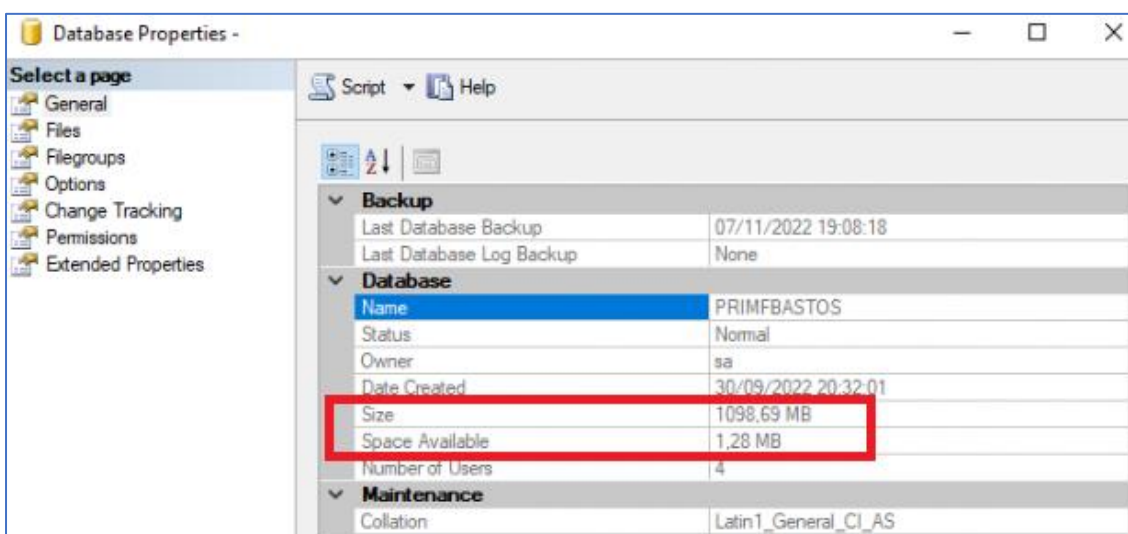 Database Properties -
Select a page
General
Files
Filegroups
Options
Change Tracking
Permissions
Extended Properties
Script Help
Backup
Last Database Backup 07/11/2022 19:08:18
Last Database Log Backup None
Database
Name PRIMFBASTOS
Status Normal
Owner sa
Date Created 30/09/2022 20:32:01
Size 1098,69 MB
Space Available 1,28 MB
Number of Users 4
Maintenance
Collation Latin1_General_CI_AS